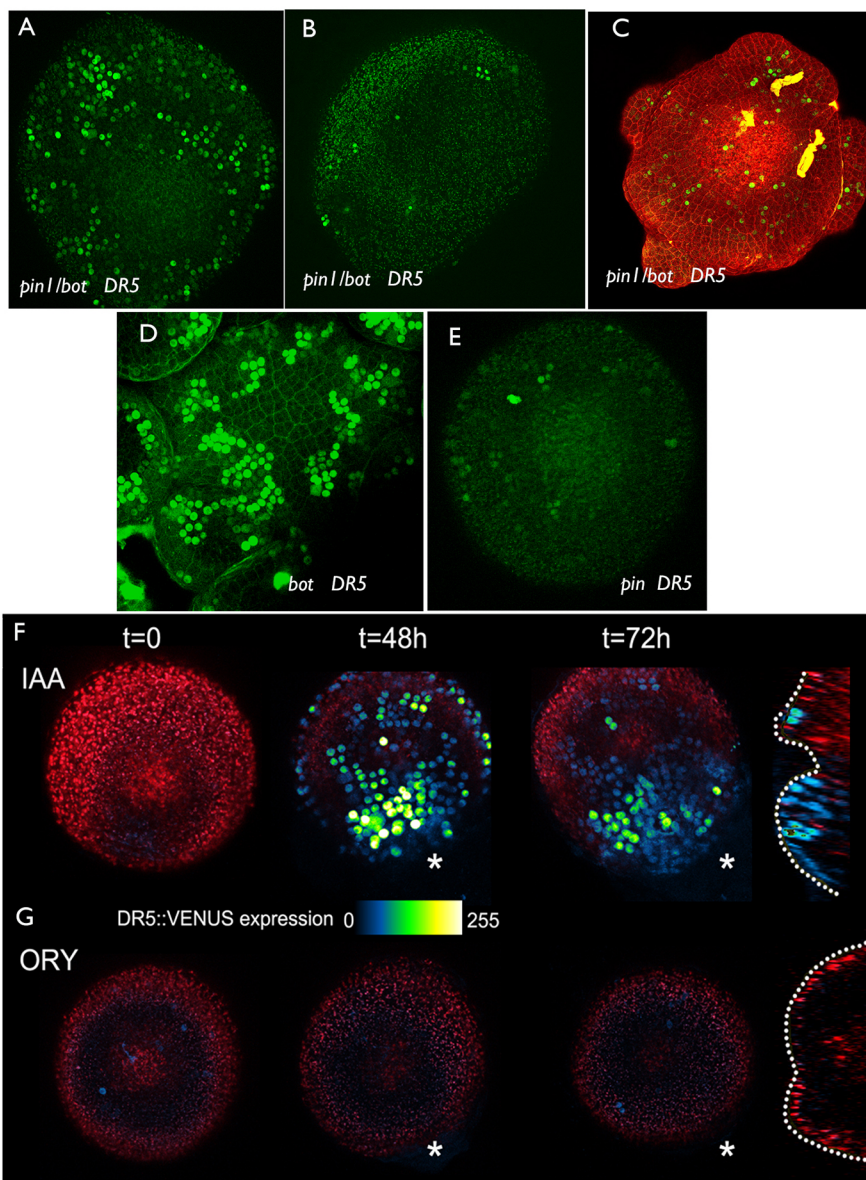 A
pin1/bot DR5
B
pin1/bot DR5
C
pin1/bot DR5
D
bot DR5
E
pin DR5
F
t=0 t=48h t=72h
IAA
*
*
G
DR5::VENUS expression 0 255
ORY
*
*